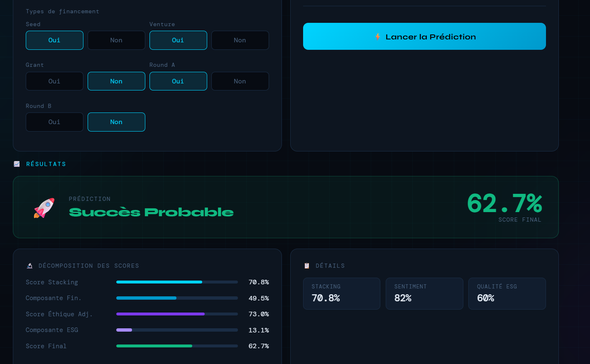 Types de financement
Seed
Venture
Oui
Non
Oui
Non
Grant
Round A
Oui
Non
Oui
Non
Round B
Oui
Non
Lancer la Prédiction
RÉSULTATS
PRÉDICTION
Succès Probable
62.7%
SCORE FINAL
DÉCOMPOSITION DES SCORES
Score Stacking 70.8%
Composante Fin. 49.5%
Score Éthique Adj. 73.0%
Composante ESG 13.1%
Score Final 62.7%
DÉTAILS
STACKING
70.8%
SENTIMENT
82%
QUALITÉ ESG
60%